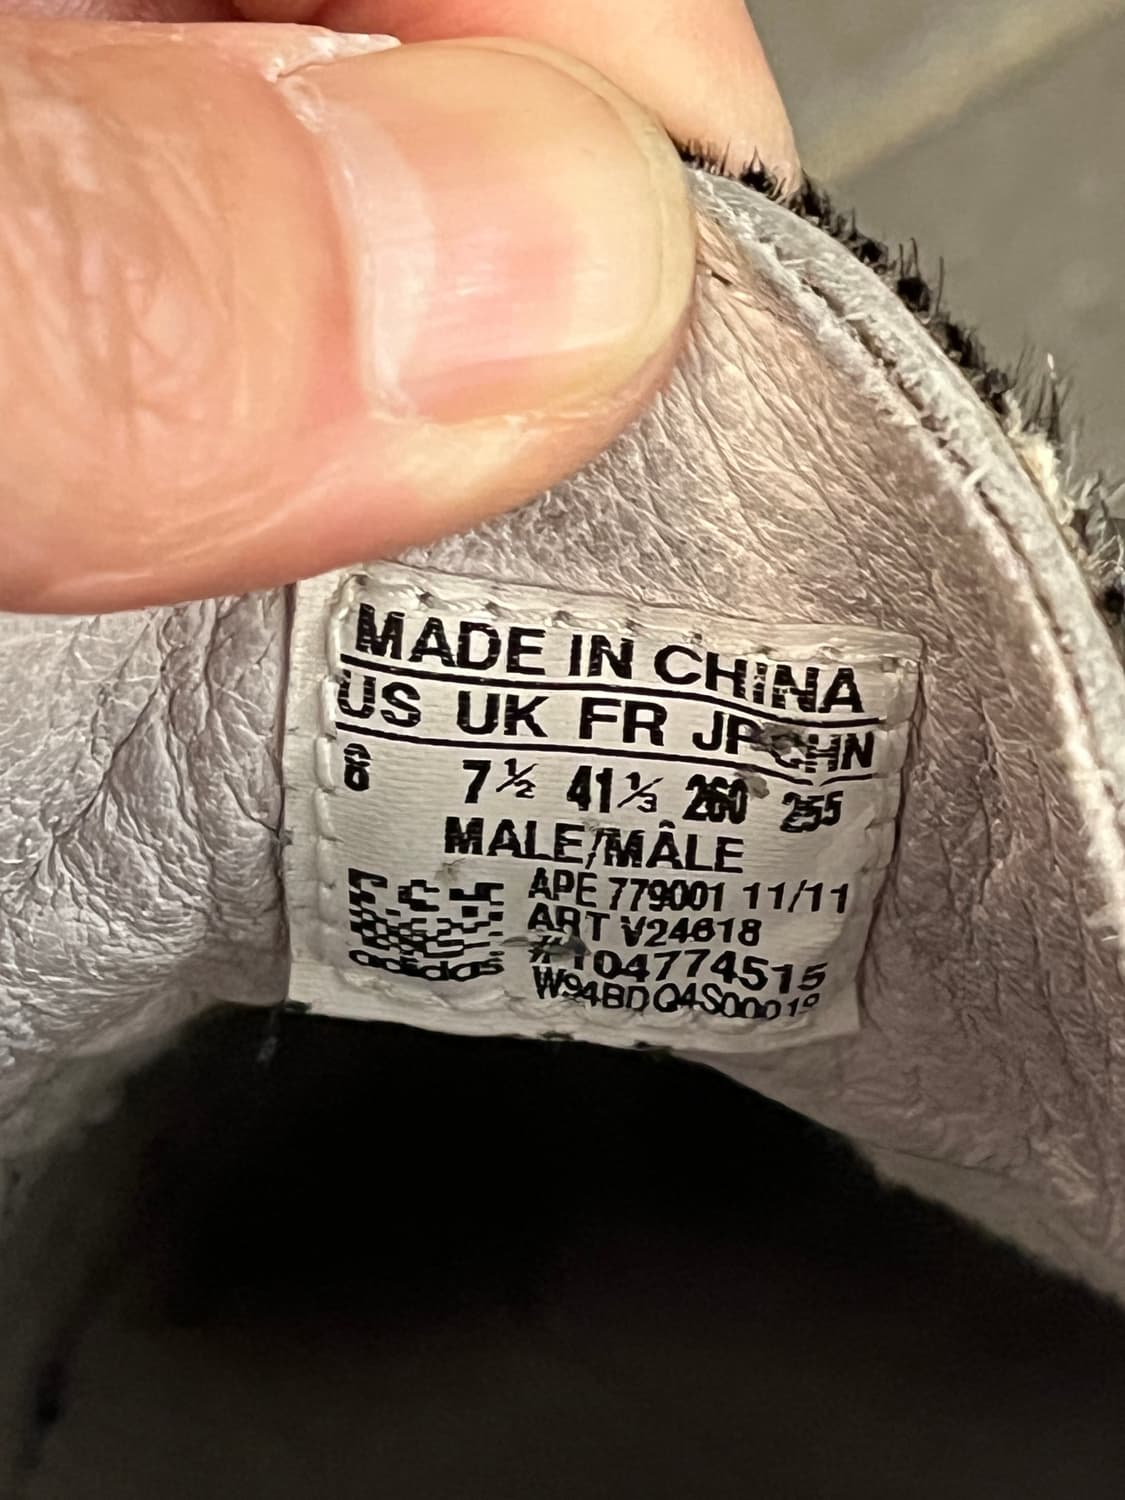 MADE IN CHINA
US UK FR JP CHN
8 7½ 41⅓ 260 255
MALE/MÂLE
APE 779001 11/11
ART V24618
#104774515
adidas